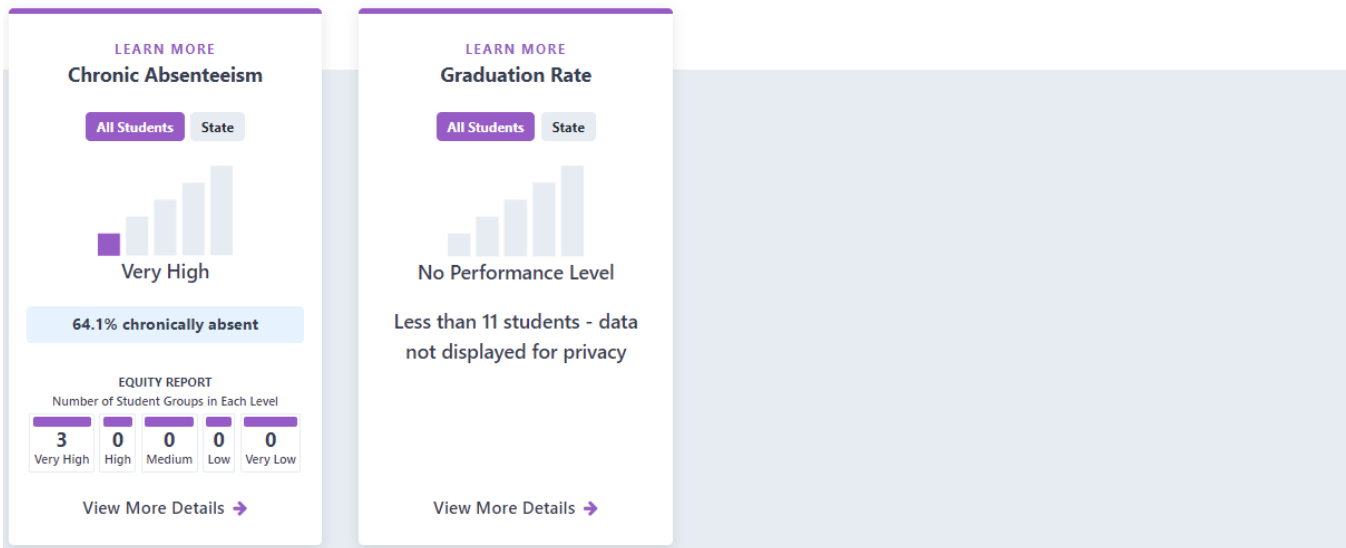 LEARN MORE
Chronic Absenteeism
All Students State
Very High
64.1% chronically absent
EQUITY REPORT
Number of Student Groups in Each Level
3 0 0 0 0
Very High High Medium Low Very Low
View More Details
LEARN MORE
Graduation Rate
All Students State
No Performance Level
Less than 11 students - data
not displayed for privacy
View More Details